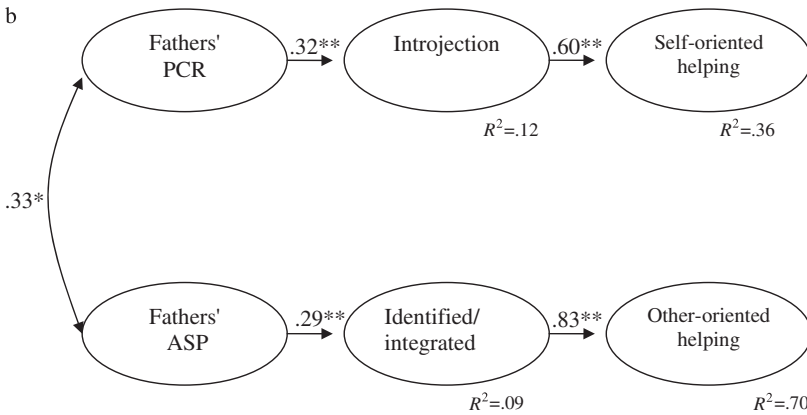 b
Fathers'
PCR
.32**
Introjection
.60**
Self-oriented
helping
R²=.12
R²=.36
.33*
Fathers'
ASP
.29**
Identified/
integrated
.83**
Other-oriented
helping
R²=.09
R²=.70